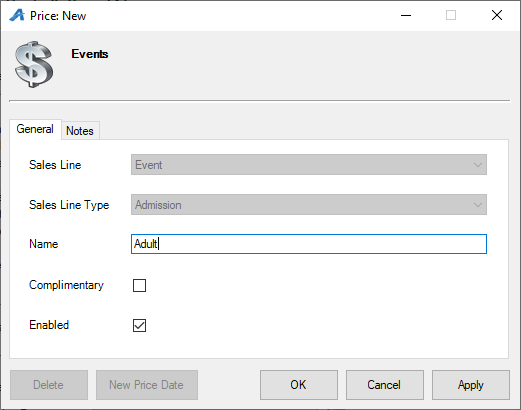 Price: New
Events
General Notes
Sales Line Event
Sales Line Type Admission
Name Adult
Complimentary
Enabled
Delete New Price Date OK Cancel Apply